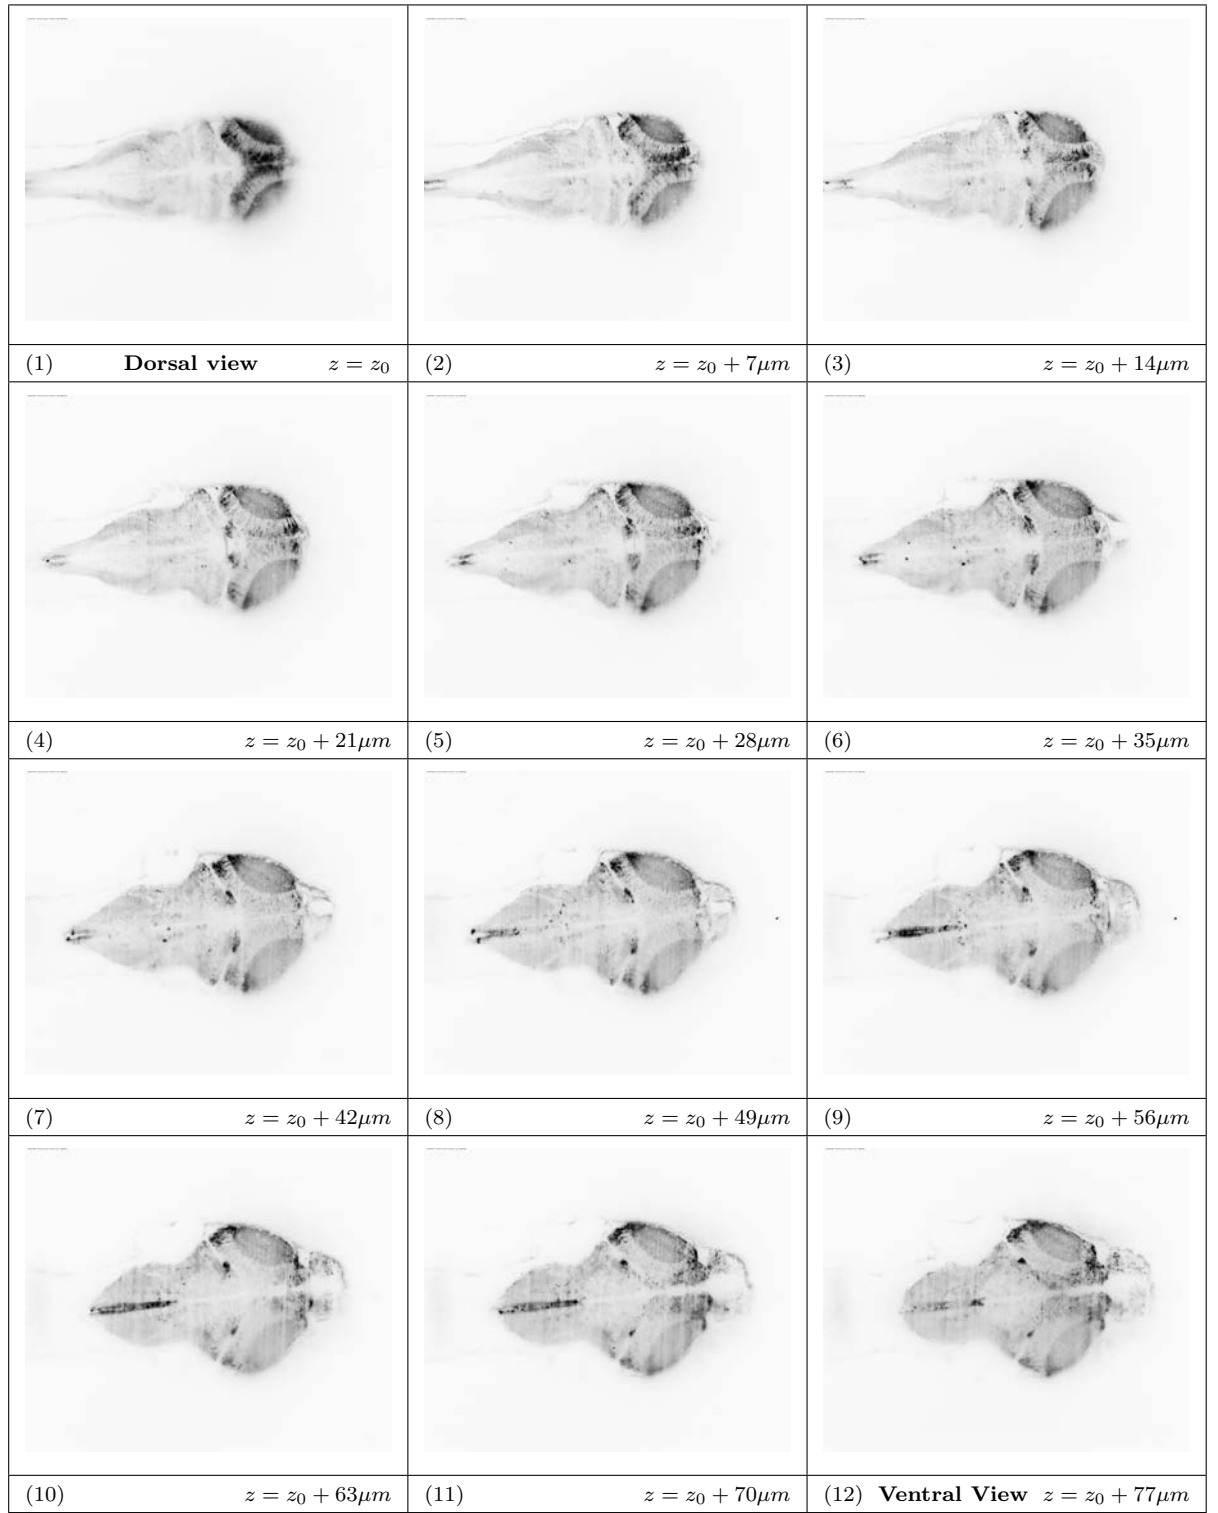 (1) Dorsal view z = z₀
(2) z = z₀ + 7μm
(3) z = z₀ + 14μm
(4) z = z₀ + 21μm
(5) z = z₀ + 28μm
(6) z = z₀ + 35μm
(7) z = z₀ + 42μm
(8) z = z₀ + 49μm
(9) z = z₀ + 56μm
(10) z = z₀ + 63μm
(11) z = z₀ + 70μm
(12) Ventral View z = z₀ + 77μm